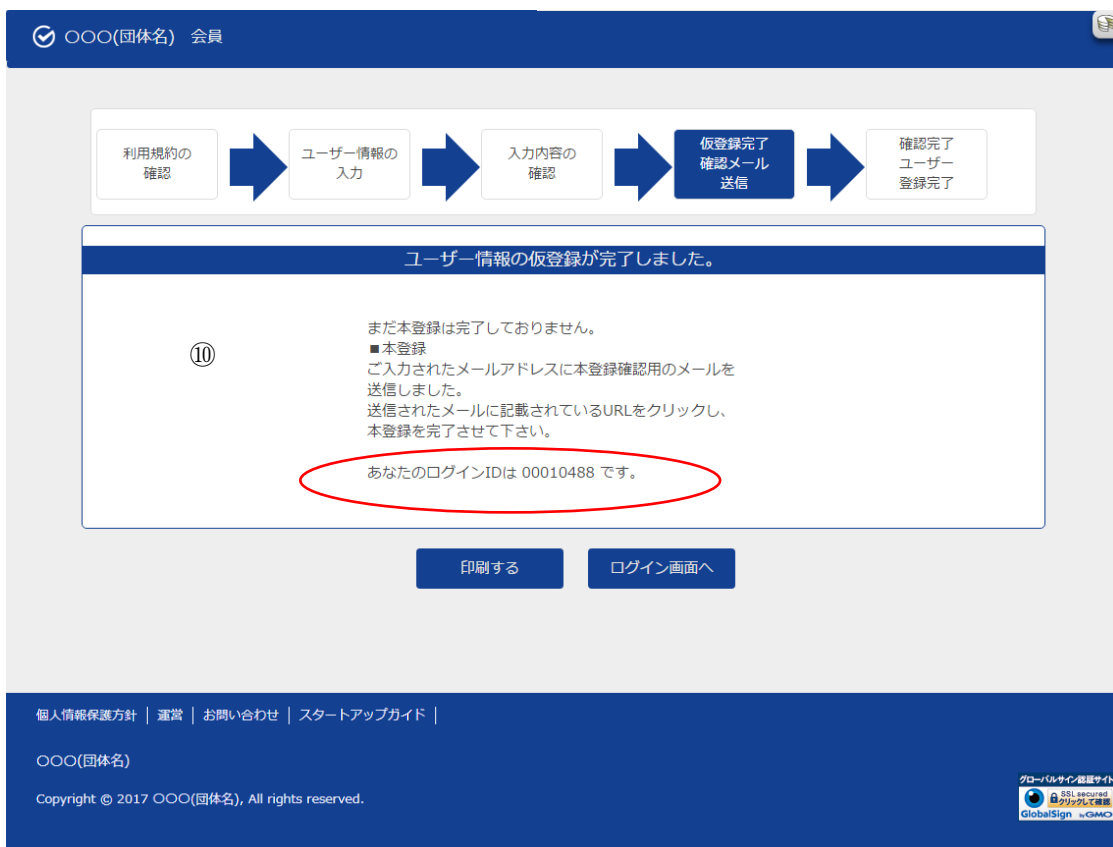 〇〇〇(団体名) 会員
利用規約の
確認
ユーザー情報の
入力
入力内容の
確認
仮登録完了
確認メール
送信
確認完了
ユーザー
登録完了
ユーザー情報の仮登録が完了しました。
⑩
まだ本登録は完了しておりません。
■本登録
ご入力されたメールアドレスに本登録確認用のメールを
送信しました。
送信されたメールに記載されているURLをクリックし、
本登録を完了させて下さい。
あなたのログインIDは 00010488 です。
印刷する
ログイン画面へ
個人情報保護方針 | 運営 | お問い合わせ | スタートアップガイド |
〇〇〇(団体名)
Copyright © 2017 〇〇〇(団体名), All rights reserved.
グローバルサイン認証サイト
SSL secured
クリックして確認
GlobalSign by GMO